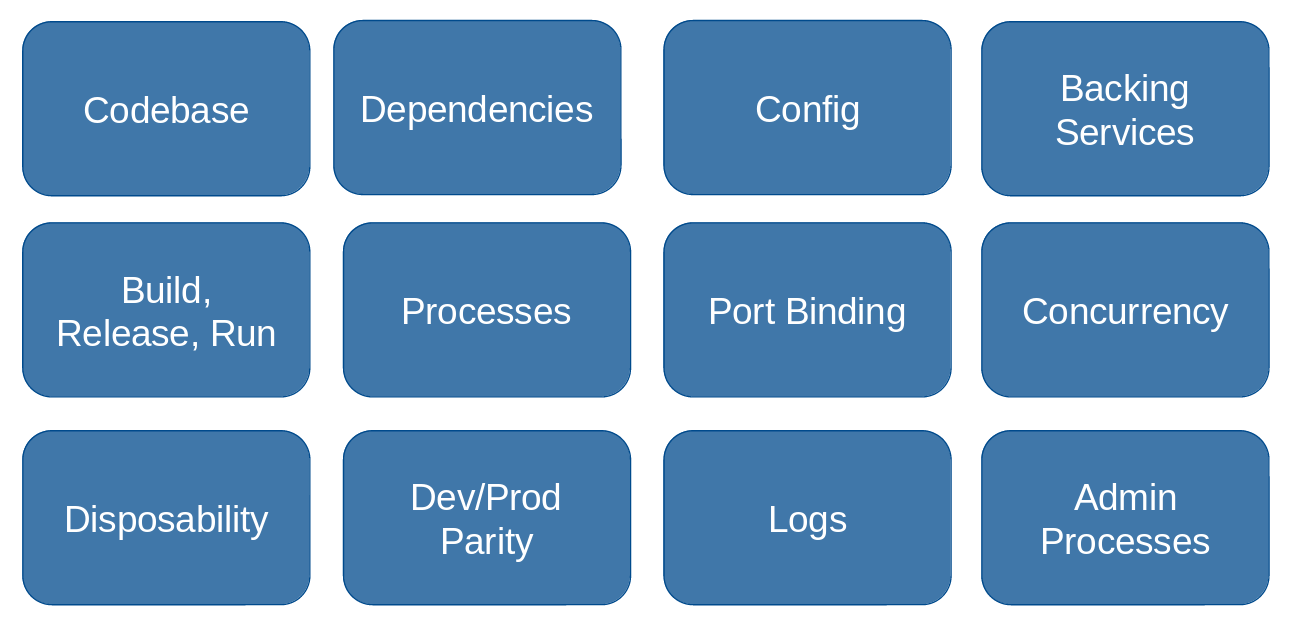 Codebase
Dependencies
Config
Backing
Services
Build,
Release, Run
Processes
Port Binding
Concurrency
Disposability
Dev/Prod
Parity
Logs
Admin
Processes